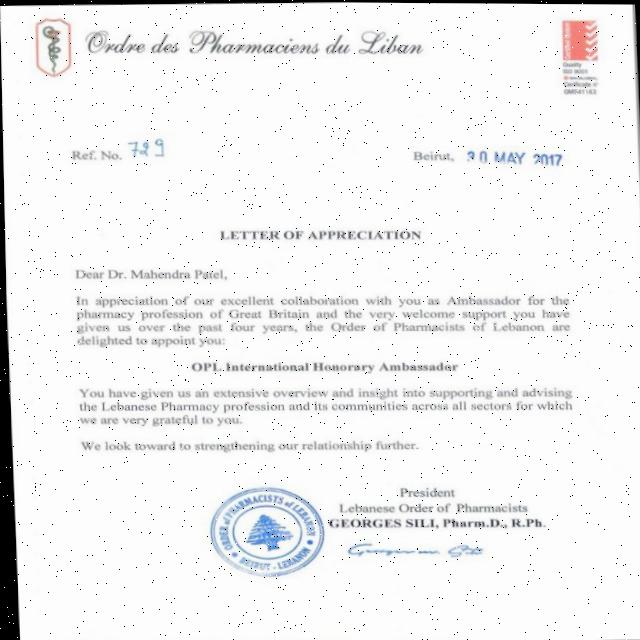 Ordre des Pharmaciens du Liban
Quality
ISO 9001
Ref. No. 729
Beirut, 30 MAY 2017
LETTER OF APPRECIATION
Dear Dr. Mahendra Patel,
In appreciation of our excellent collaboration with you as Ambassador for the
pharmacy profession of Great Britain and the very welcome support you have
given us over the past four years, the Order of Pharmacists of Lebanon are
delighted to appoint you:
OPL International Honorary Ambassador
You have given us an extensive overview and insight into supporting and advising
the Lebanese Pharmacy profession and its communities across all sectors for which
we are very grateful to you.
We look toward to strengthening our relationship further.
President
Lebanese Order of Pharmacists
GEORGES SILI, Pharm.D., R.Ph.
ORDER of PHARMACISTS of LEBANON
BEIRUT - LEBANON